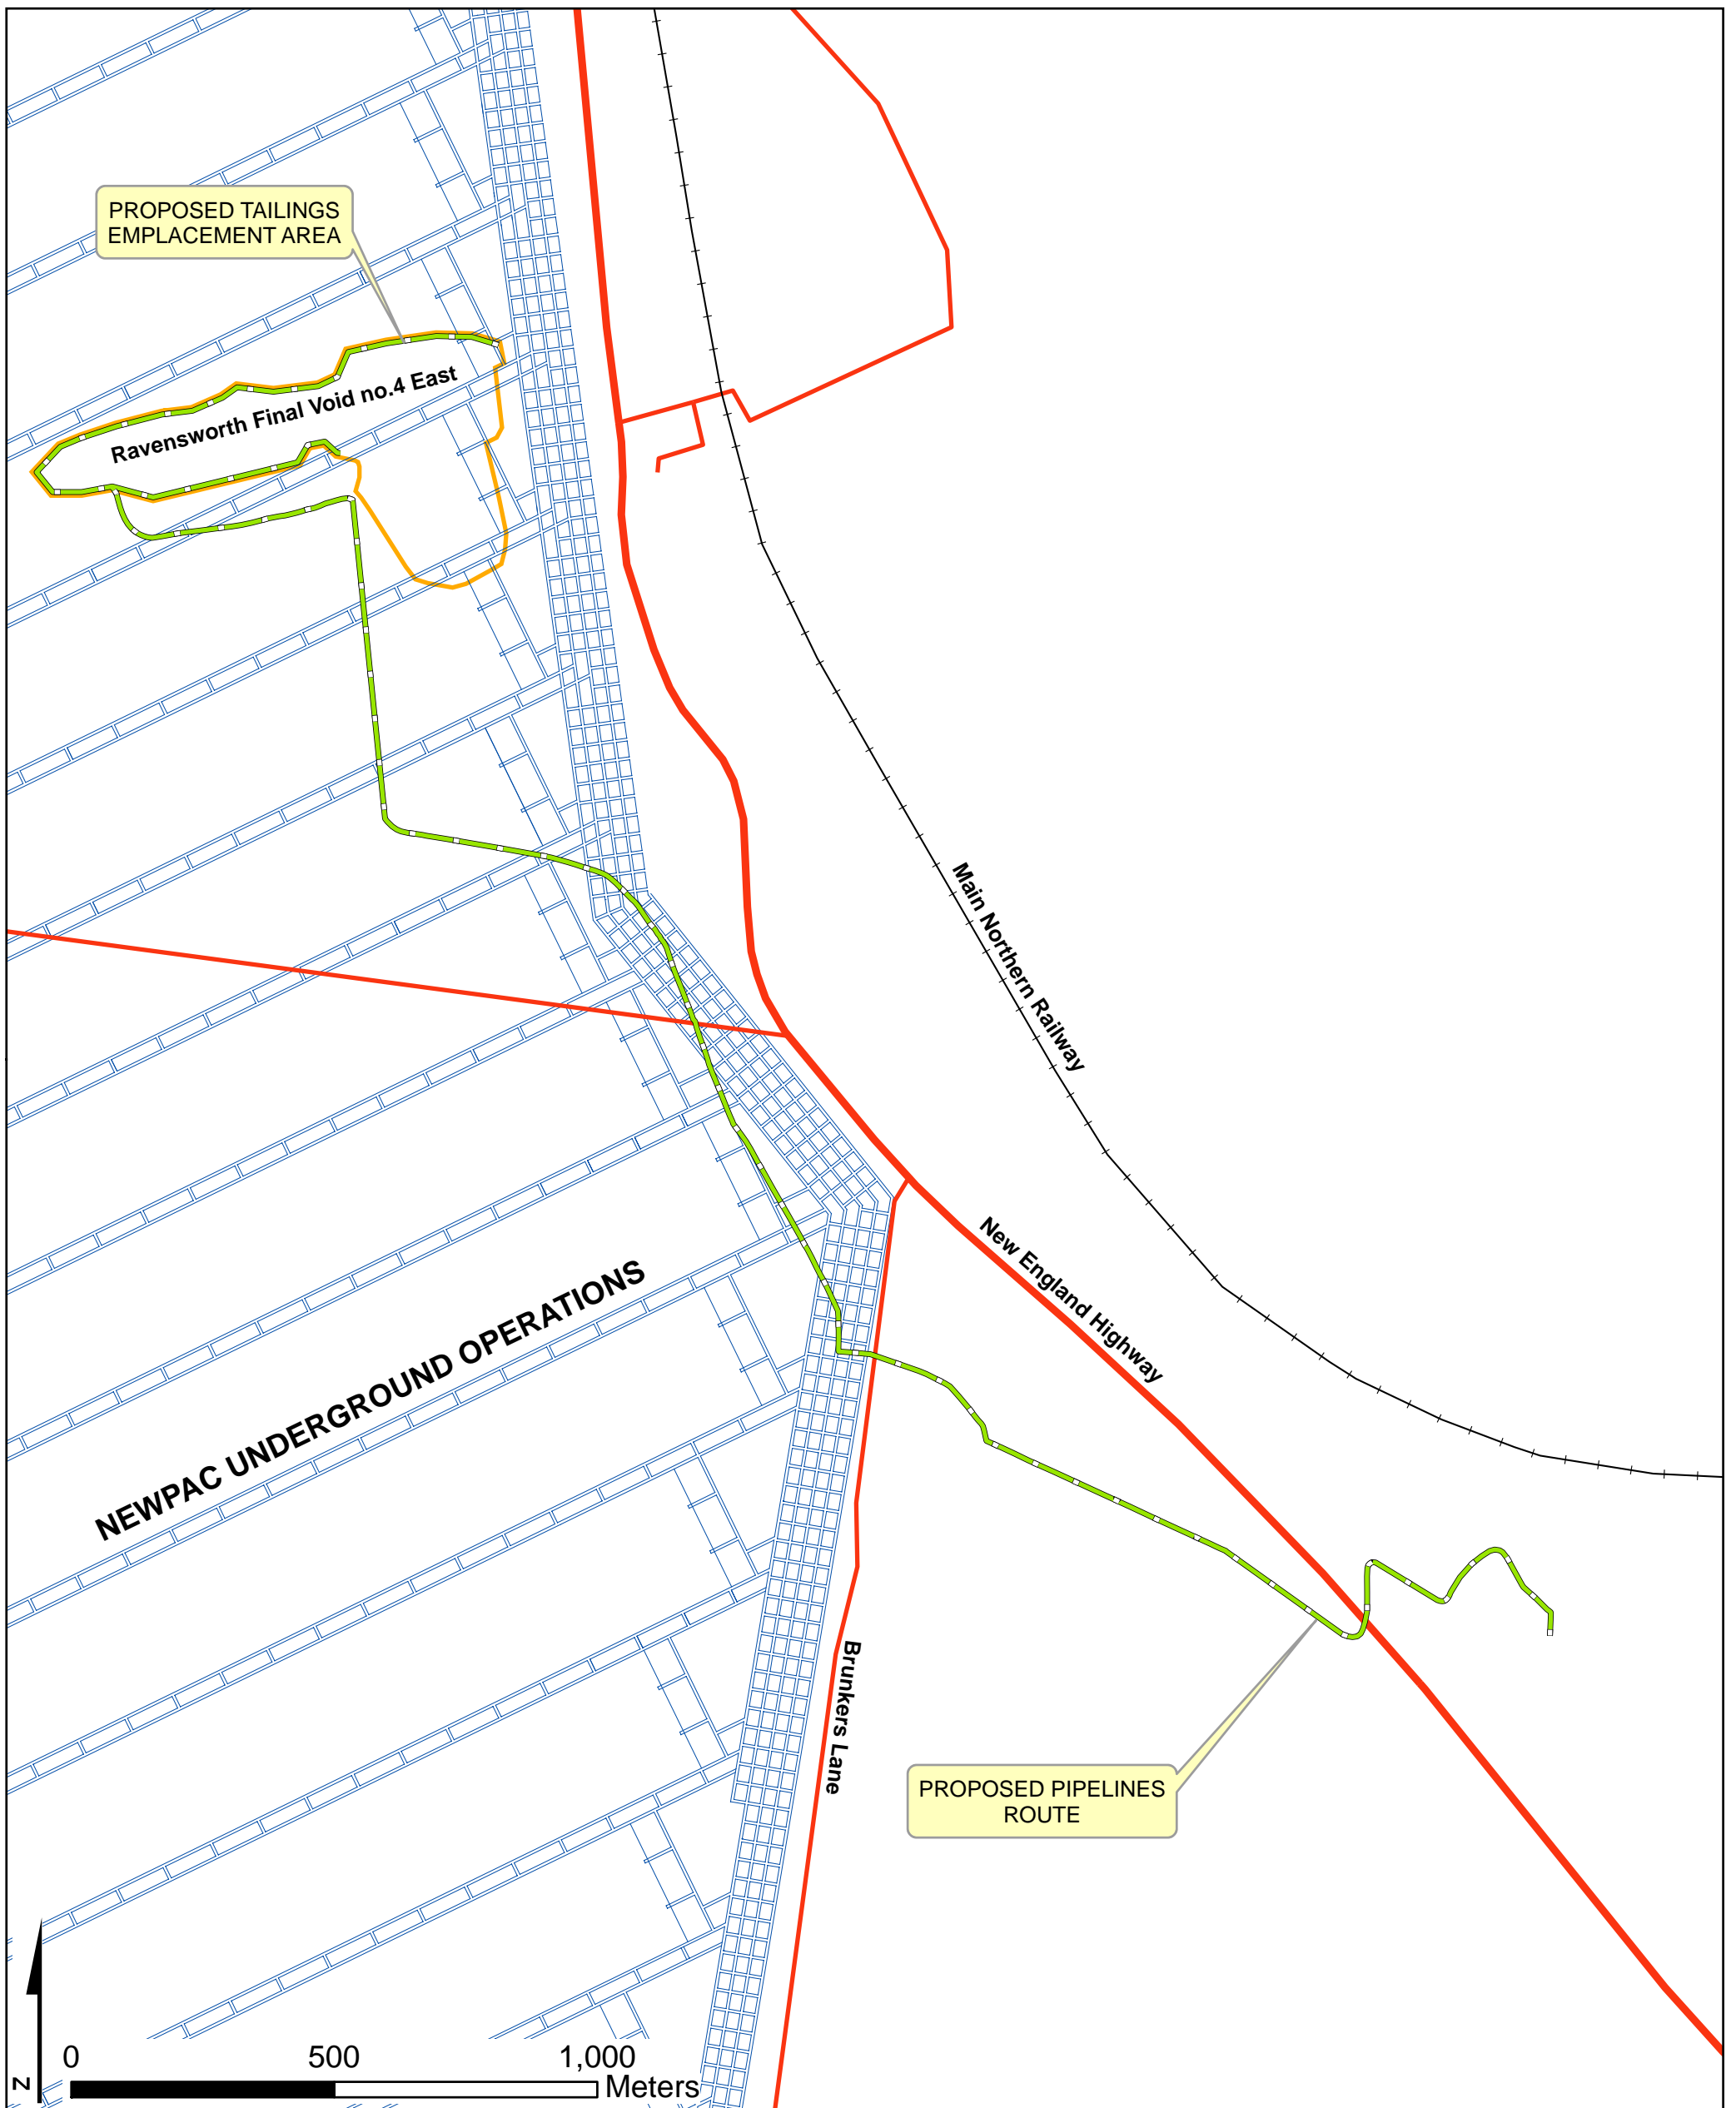 PROPOSED TAILINGS
EMPLACEMENT AREA
Ravensworth Final Void no.4 East
Main Northern Railway
New England Highway
NEWPAC UNDERGROUND OPERATIONS
Brunkers Lane
PROPOSED PIPELINES
ROUTE
0 500 1,000
Meters
N